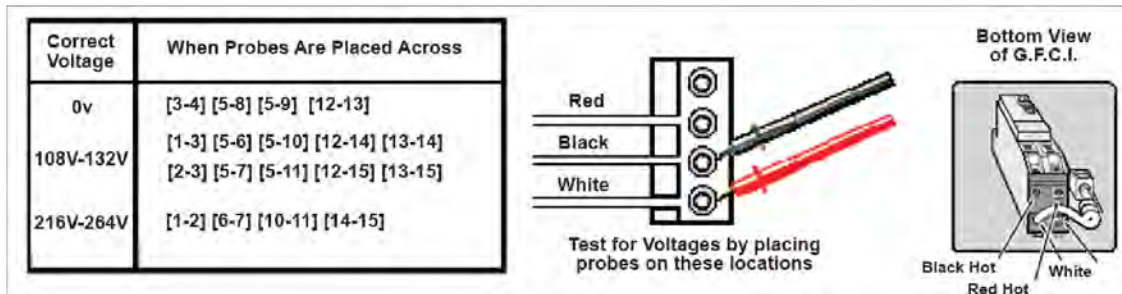 Correct Voltage
When Probes Are Placed Across
0v
[3-4] [5-8] [5-9] [12-13]
108V-132V
[1-3] [5-6] [5-10] [12-14] [13-14]
[2-3] [5-7] [5-11] [12-15] [13-15]
216V-264V
[1-2] [6-7] [10-11] [14-15]
Red
Black
White
Test for Voltages by placing
probes on these locations
Bottom View
of G.F.C.I.
Black Hot
White
Red Hot